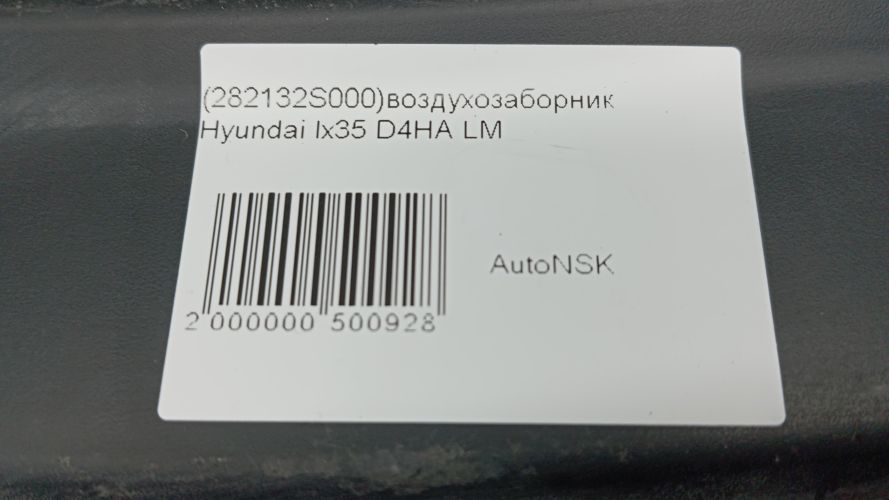 (282132S000)воздухозаборник
Hyundai Ix35 D4HA LM
AutoNSK
2 000000 500928